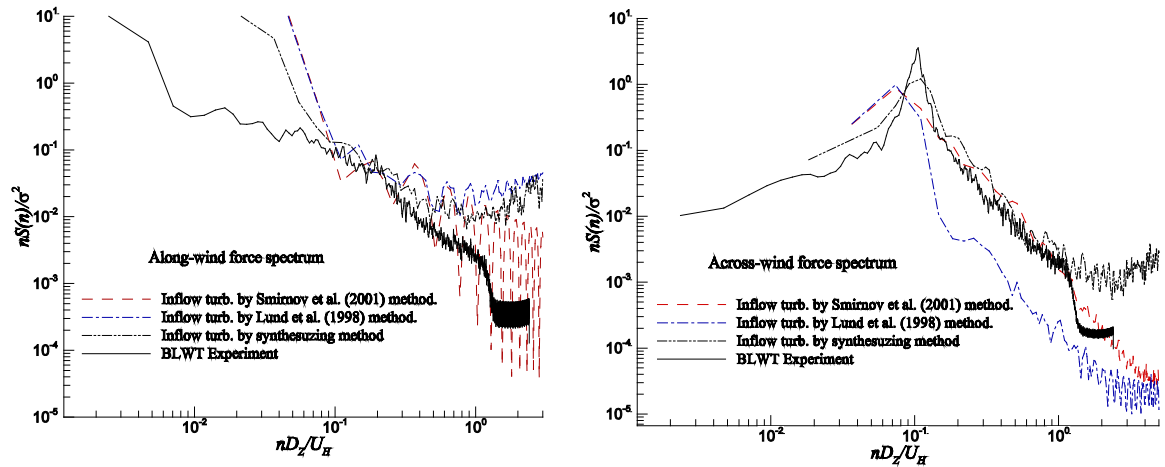 10¹
10⁰
10⁻¹
10⁻²
10⁻³
10⁻⁴
10⁻⁵
nS(n)/σ²
Along-wind force spectrum
Inflow turb. by Smirnov et al. (2001) method.
Inflow turb. by Lund et al. (1998) method.
Inflow turb. by synthesuzing method
BLWT Experiment
10⁻² 10⁻¹ 10⁰
nD_Z/U_H
10¹
10⁰
10⁻¹
10⁻²
10⁻³
10⁻⁴
10⁻⁵
nS(n)/σ²
Across-wind force spectrum
Inflow turb. by Smirnov et al. (2001) method.
Inflow turb. by Lund et al. (1998) method.
Inflow turb. by synthesuzing method
BLWT Experiment
10⁻² 10⁻¹ 10⁰
nD_Z/U_H